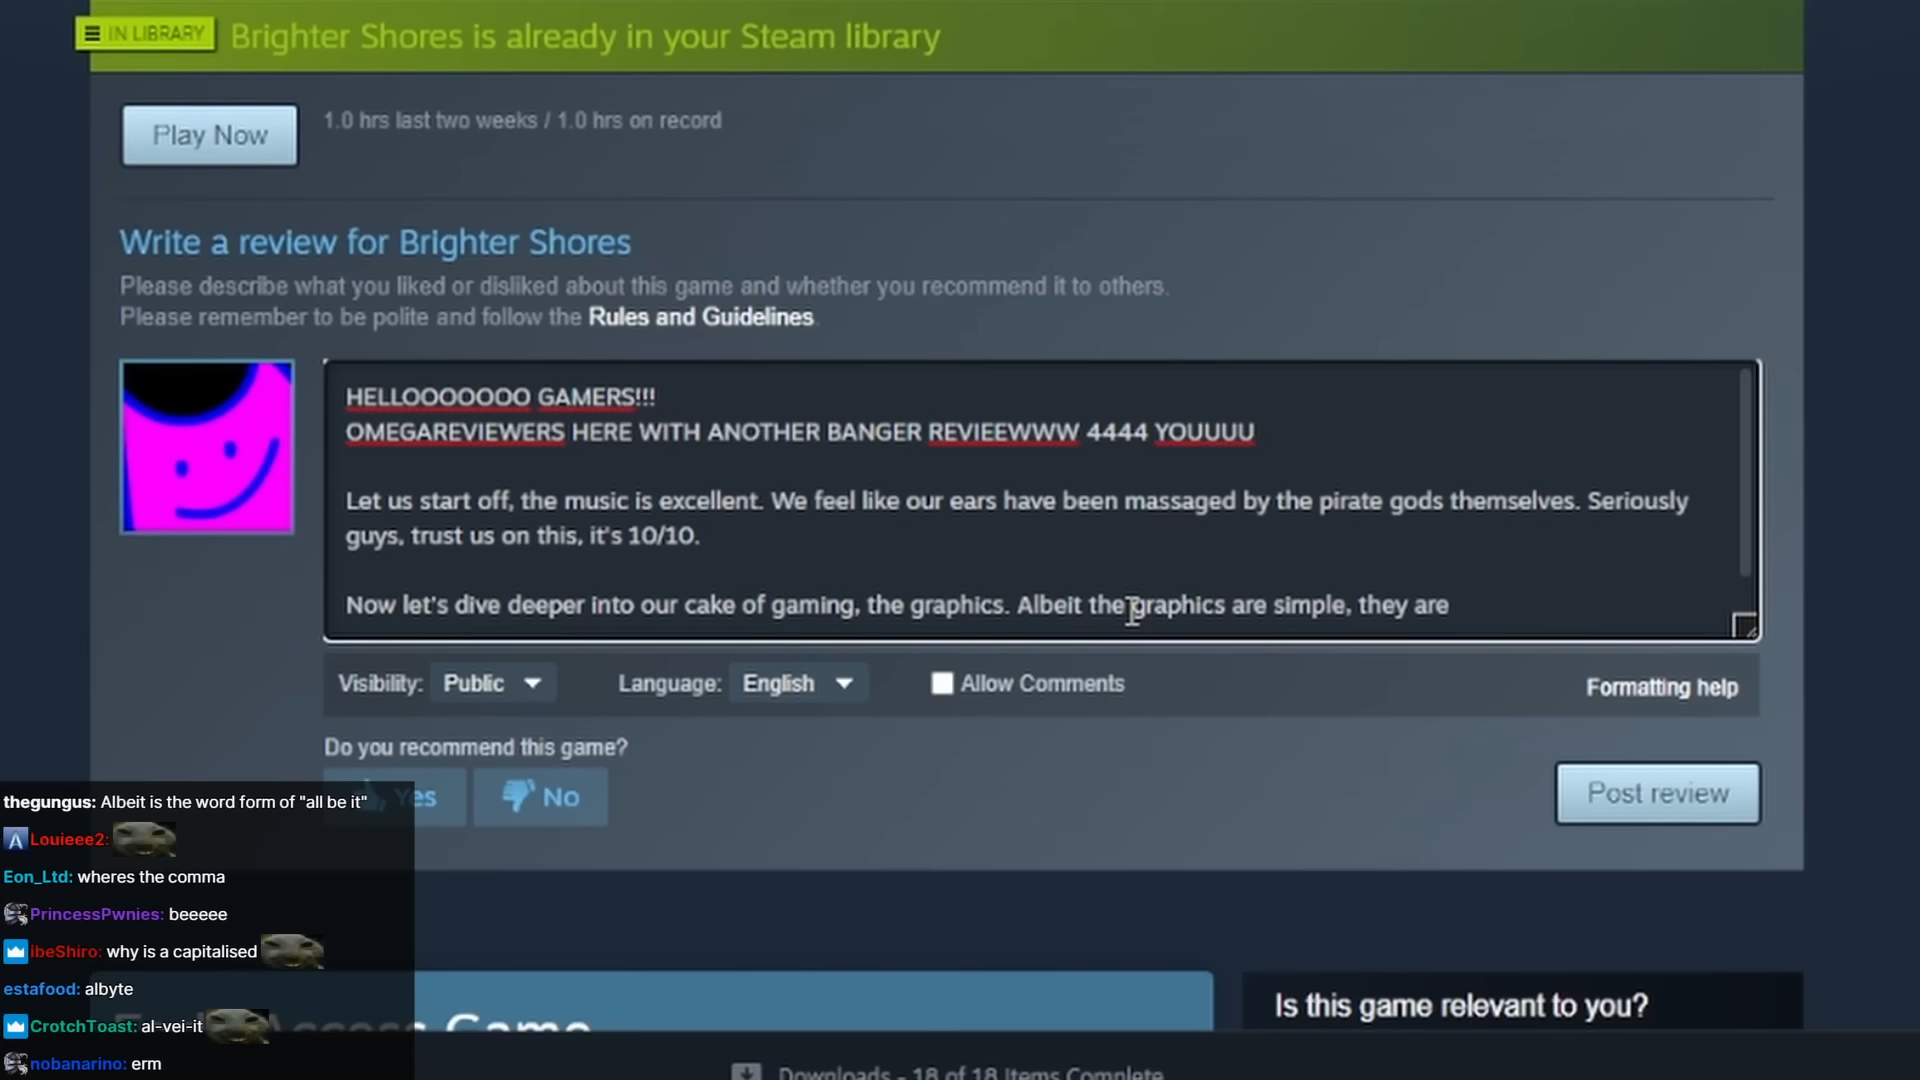 IN LIBRARY
Brighter Shores is already in your Steam library
Play Now
1.0 hrs last two weeks / 1.0 hrs on record
Write a review for Brighter Shores
Please describe what you liked or disliked about this game and whether you recommend it to others.
Please remember to be polite and follow the Rules and Guidelines.
HELLOOOOOOO GAMERS!!!
OMEGAREVIEWERS HERE WITH ANOTHER BANGER REVIEEWWW 4444 YOUUUU
Let us start off, the music is excellent. We feel like our ears have been massaged by the pirate gods themselves. Seriously
guys, trust us on this, it's 10/10.
Now let's dive deeper into our cake of gaming, the graphics. Albeit the graphics are simple, they are
Visibility: Public
Language: English
Allow Comments
Formatting help
Do you recommend this game?
Yes
No
Post review
thegungus: Albeit is the word form of "all be it"
A Louieee2:
Eon_Ltd: wheres the comma
PrincessPwnies: beeeee
ibeShiro: why is a capitalised
estafood: albyte
CrotchToast: al-vei-it
nobanarino: erm
Access Game
Is this game relevant to you?
Downloads - 18 of 18 Items Complete